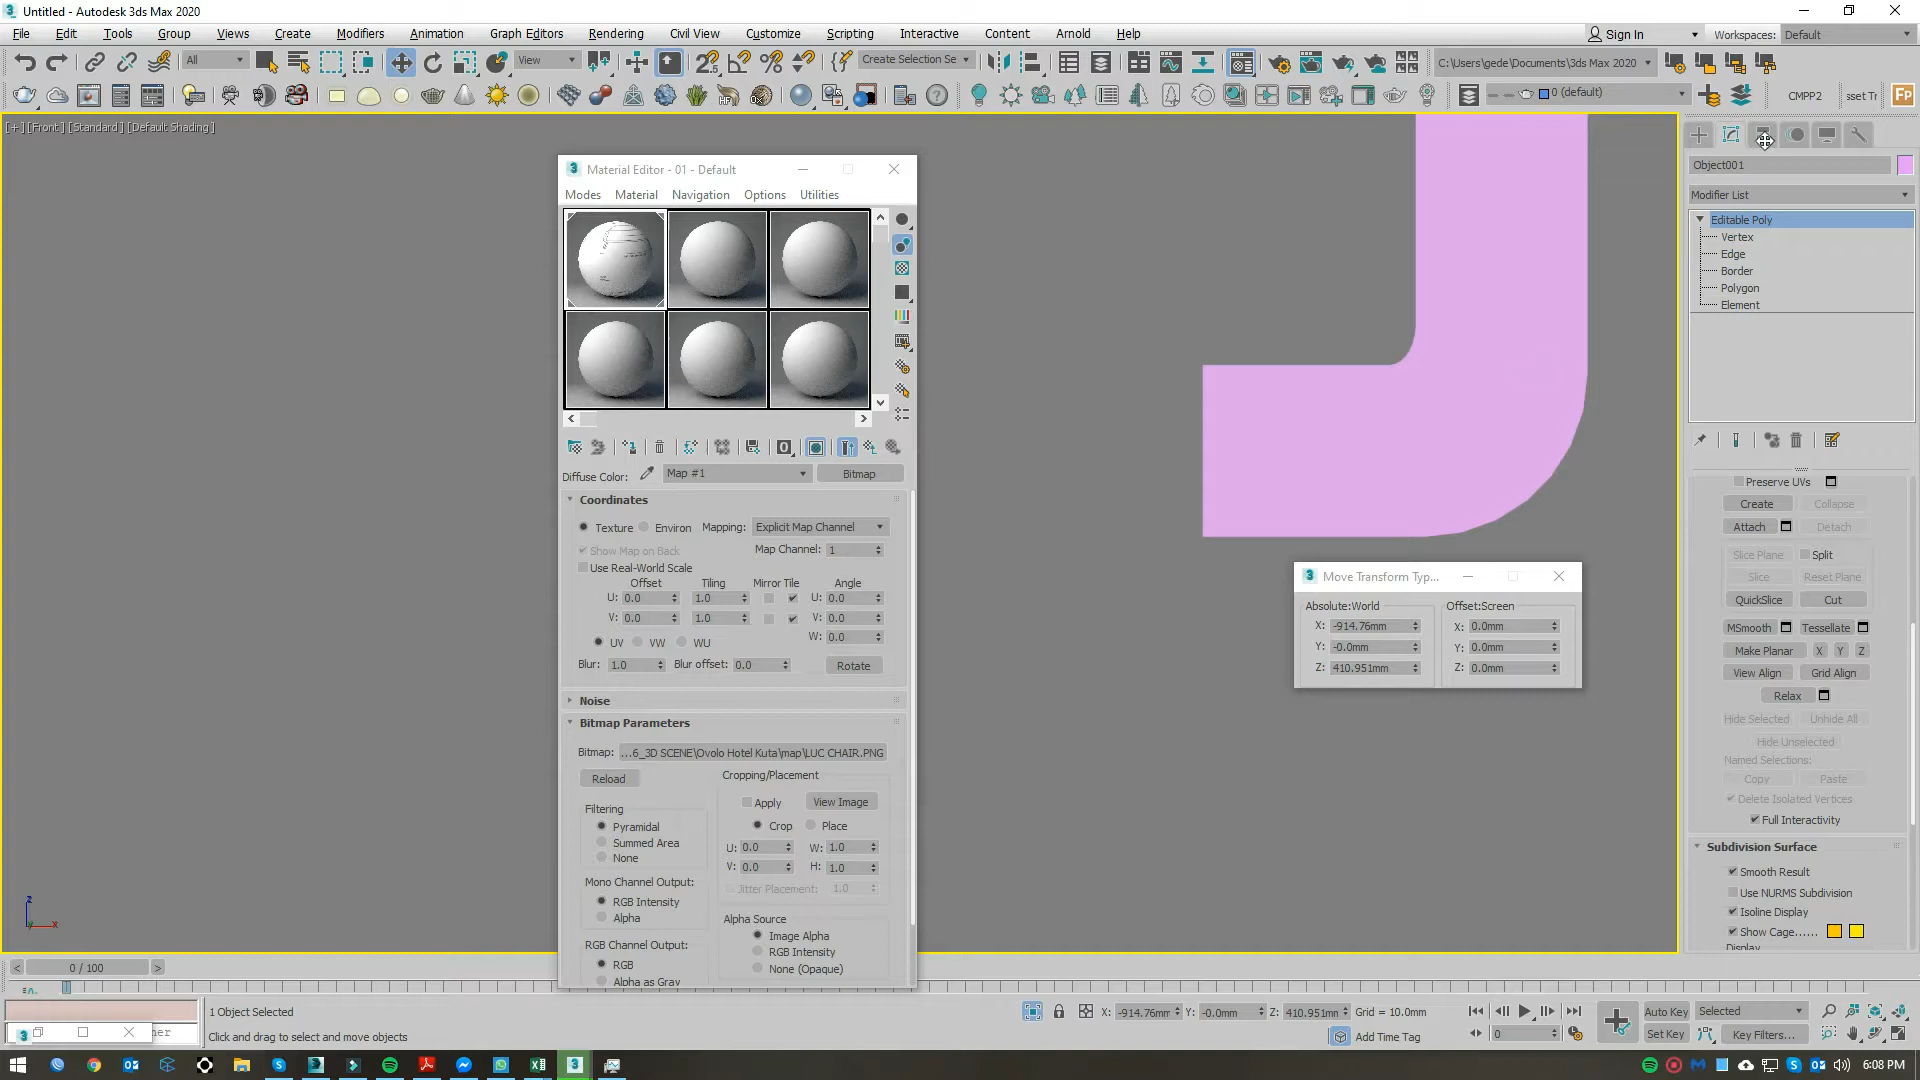 Untitled - Autodesk 3ds Max 2020
File Edit Tools Group Views Create Modifiers Animation Graph Editors Rendering Civil View Customize Scripting Interactive Content Arnold Help Sign In Workspaces: Default
All View Create Selection Se C:\Users\gede\Documents\3ds Max 2020
0 (default) CMPP2 sset Tr Fp
[+] [Front] [Standard] [Default Shading]
Object001
Modifier List
Editable Poly
Vertex
Edge
Border
Polygon
Element
Material Editor - 01 - Default
Modes Material Navigation Options Utilities
Diffuse Color: Map #1 Bitmap
Coordinates
Texture Environ Mapping: Explicit Map Channel
Show Map on Back Map Channel: 1
Use Real-World Scale
Offset Tiling Mirror Tile Angle
U: 0.0 1.0 U: 0.0
V: 0.0 1.0 V: 0.0
UV VW WU W: 0.0
Blur: 1.0 Blur offset: 0.0 Rotate
Noise
Bitmap Parameters
Bitmap: ...6_3D SCENE\Ovolo Hotel Kuta\map\LUC CHAIR.PNG
Reload
Cropping/Placement
Apply View Image
Crop Place
U: 0.0 W: 1.0
V: 0.0 H: 1.0
Jitter Placement: 1.0
Filtering
Pyramidal
Summed Area
None
Mono Channel Output:
RGB Intensity
Alpha
RGB Channel Output:
RGB
Alpha as Gray
Alpha Source
Image Alpha
RGB Intensity
None (Opaque)
Move Transform Typ...
Absolute:World Offset:Screen
X: -914.76mm X: 0.0mm
Y: -0.0mm Y: 0.0mm
Z: 410.951mm Z: 0.0mm
Preserve UVs
Create Collapse
Attach Detach
Slice Plane Split
Slice Reset Plane
QuickSlice Cut
MSmooth Tessellate
Make Planar X Y Z
View Align Grid Align
Relax
Hide Selected Unhide All
Hide Unselected
Named Selections:
Copy Paste
Delete Isolated Vertices
Full Interactivity
Subdivision Surface
Smooth Result
Use NURMS Subdivision
Isoline Display
Show Cage......
Display
z
x
y
0 / 100
1 Object Selected
Click and drag to select and move objects
X: -914.76mm Y: -0.0mm Z: 410.951mm Grid = 10.0mm
Add Time Tag
0
Auto Key Selected
Set Key Key Filters...
6:08 PM